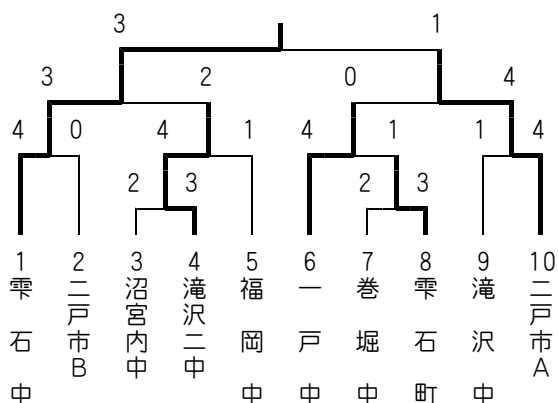 3 1
3 2 0 4
4 0 4 1 4 1 1 4
2 3 2 3
1 2 3 4 5 6 7 8 9 10
雫石中
二戸市B
沼宮内中
滝沢二中
福岡中
一戸中
巻堀中
雫石町
滝沢中
二戸市A